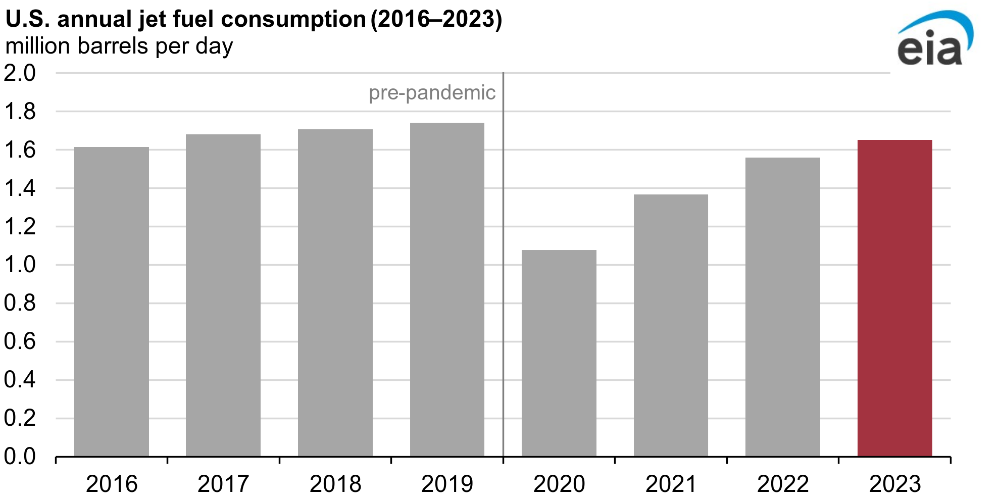 U.S. annual jet fuel consumption (2016–2023)
million barrels per day
eia
2.0
pre-pandemic
1.8
1.6
1.4
1.2
1.0
0.8
0.6
0.4
0.2
0.0
2016 2017 2018 2019 2020 2021 2022 2023